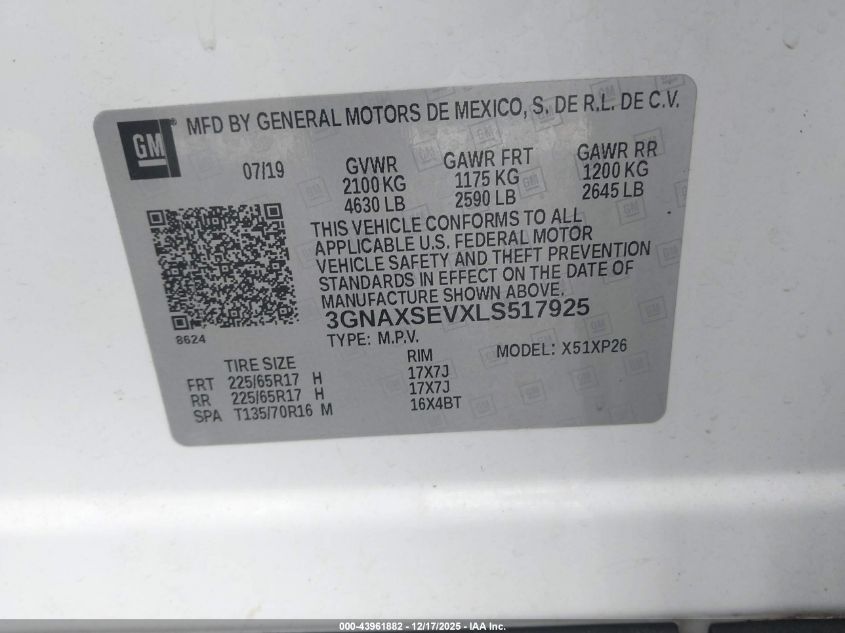 GM
MFD BY GENERAL MOTORS DE MEXICO, S. DE R.L. DE C.V.
07/19
GVWR GAWR FRT GAWR RR
2100 KG 1175 KG 1200 KG
4630 LB 2590 LB 2645 LB
THIS VEHICLE CONFORMS TO ALL
APPLICABLE U.S. FEDERAL MOTOR
VEHICLE SAFETY AND THEFT PREVENTION
STANDARDS IN EFFECT ON THE DATE OF
MANUFACTURE SHOWN ABOVE.
3GNAXSEVXLS517925
8624
TYPE: M.P.V. MODEL: X51XP26
TIRE SIZE RIM
FRT 225/65R17 H 17X7J
RR 225/65R17 H 17X7J
SPA T135/70R16 M 16X4BT
000-43961882 - 12/17/2025 - IAA Inc.